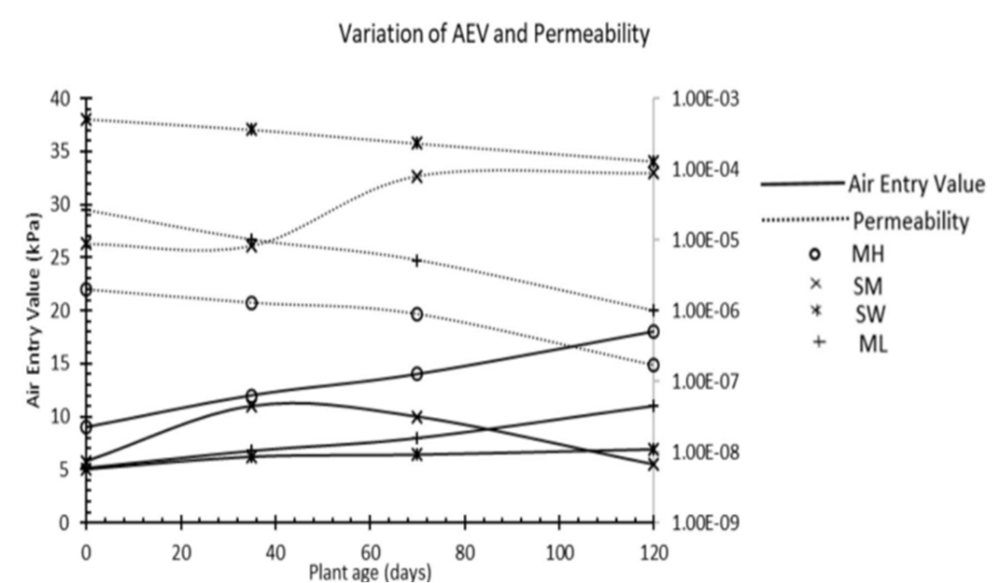 Variation of AEV and Permeability
Air Entry Value (kPa)
40
35
30
25
20
15
10
5
0
1.00E-03
1.00E-04
1.00E-05
1.00E-06
1.00E-07
1.00E-08
1.00E-09
0 20 40 60 80 100 120
Plant age (days)
Air Entry Value
Permeability
MH
SM
SW
ML